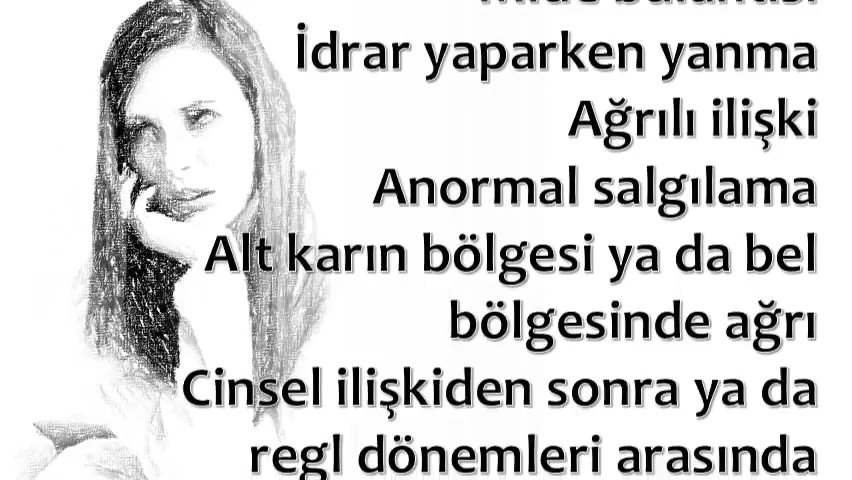 İdrar yaparken yanma
Ağrılı ilişki
Anormal salgılama
Alt karın bölgesi ya da bel
bölgesinde ağrı
Cinsel ilişkiden sonra ya da
regl dönemleri arasında